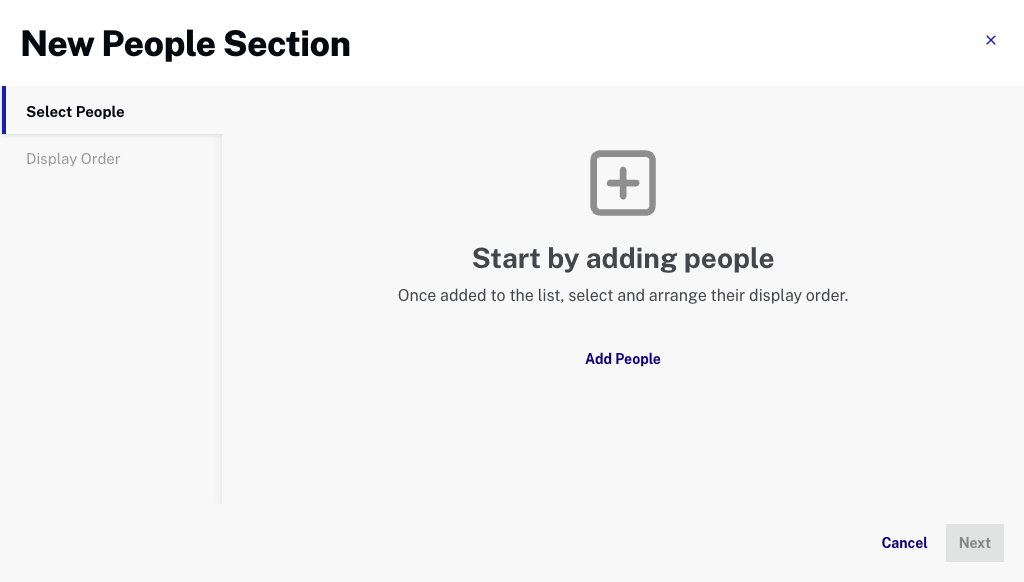 New People Section
Select People
Display Order
Start by adding people
Once added to the list, select and arrange their display order.
Add People
Cancel
Next